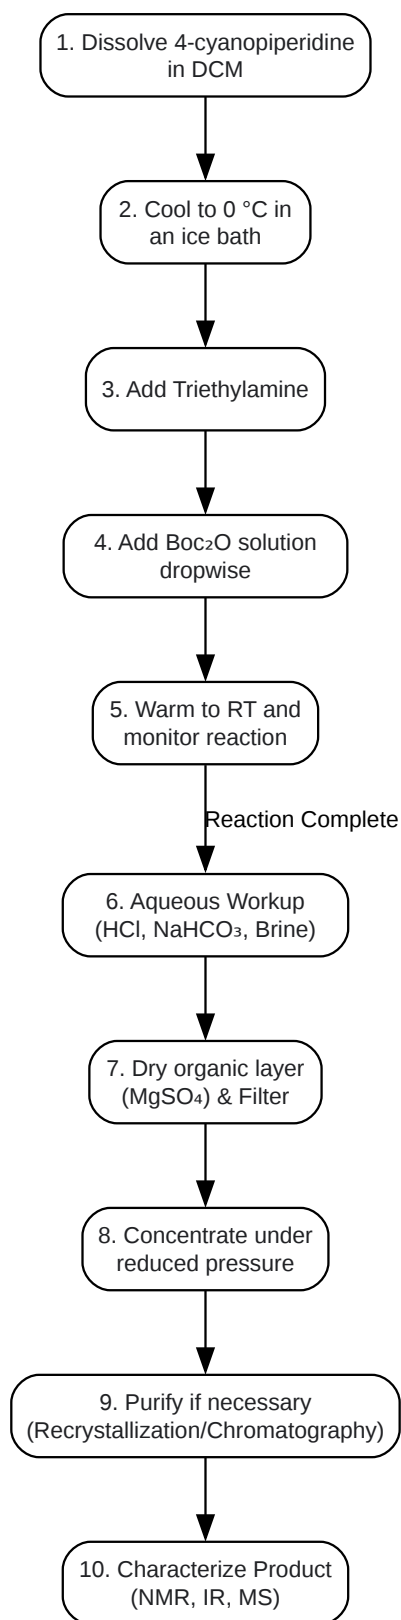 1. Dissolve 4-cyanopiperidine
in DCM
2. Cool to 0 °C in
an ice bath
3. Add Triethylamine
4. Add Boc₂O solution
dropwise
5. Warm to RT and
monitor reaction
Reaction Complete
6. Aqueous Workup
(HCl, NaHCO₃, Brine)
7. Dry organic layer
(MgSO₄) & Filter
8. Concentrate under
reduced pressure
9. Purify if necessary
(Recrystallization/Chromatography)
10. Characterize Product
(NMR, IR, MS)